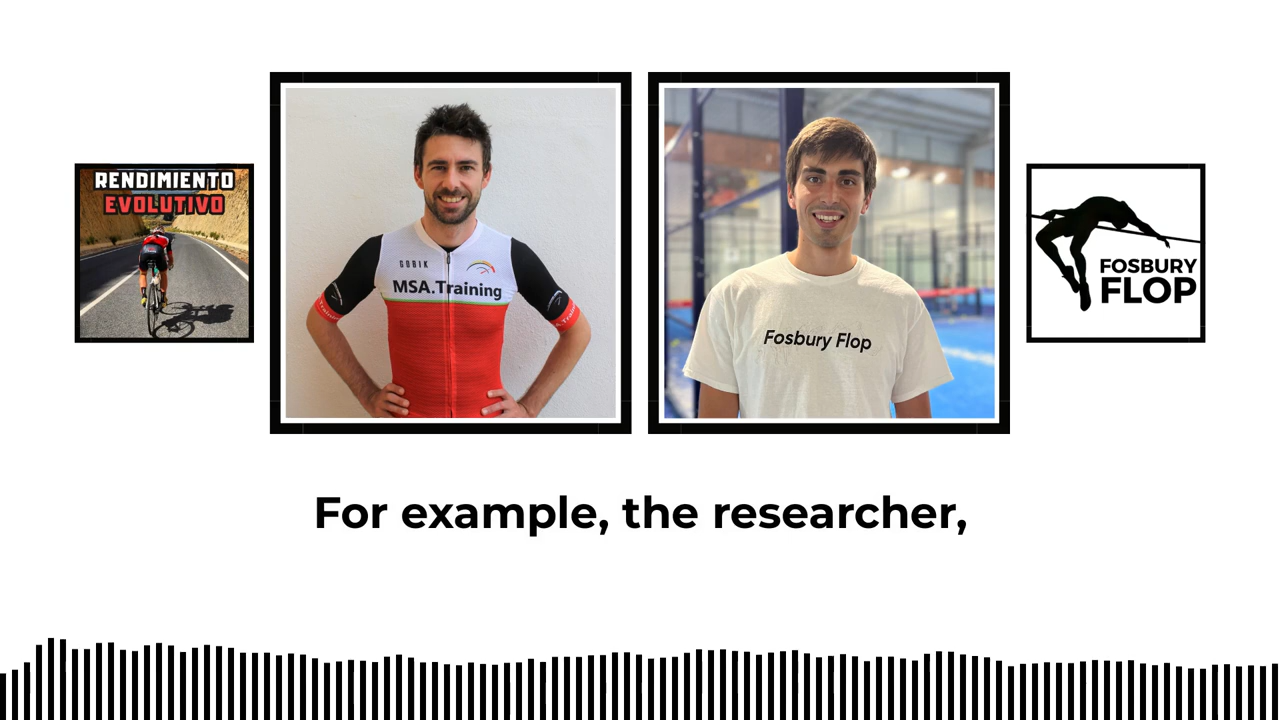 RENDIMIENTO
EVOLUTIVO
GOBIK
MSA.Training
Fosbury Flop
FOSBURY
FLOP
For example, the researcher,